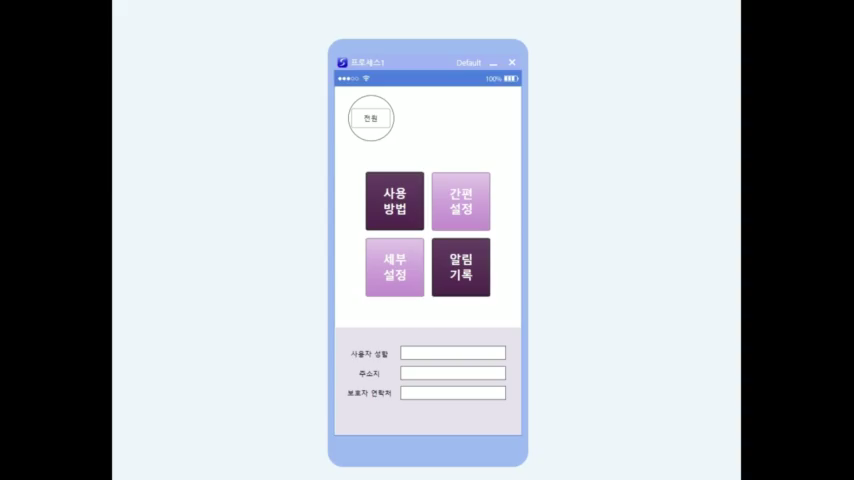 프로세스1 Default
100%
전원
사용
방법
간편
설정
세부
설정
알림
기록
사용자 성함
주소지
보호자 연락처